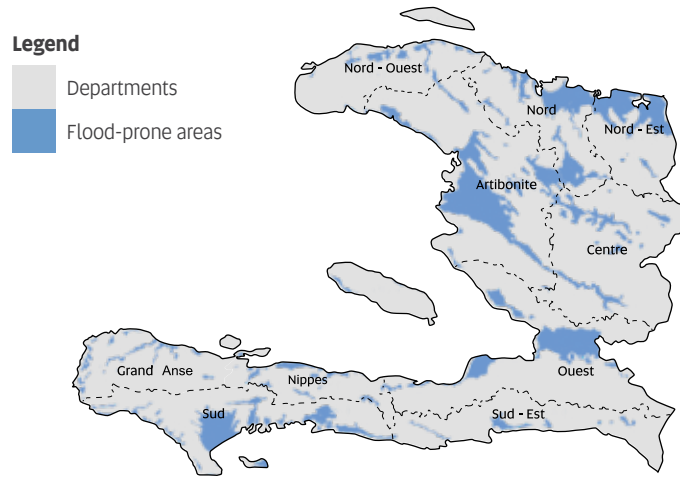 Legend
Departments
Flood-prone areas
Nord - Ouest
Nord
Nord - Est
Artibonite
Centre
Ouest
Grand Anse
Nippes
Sud
Sud - Est